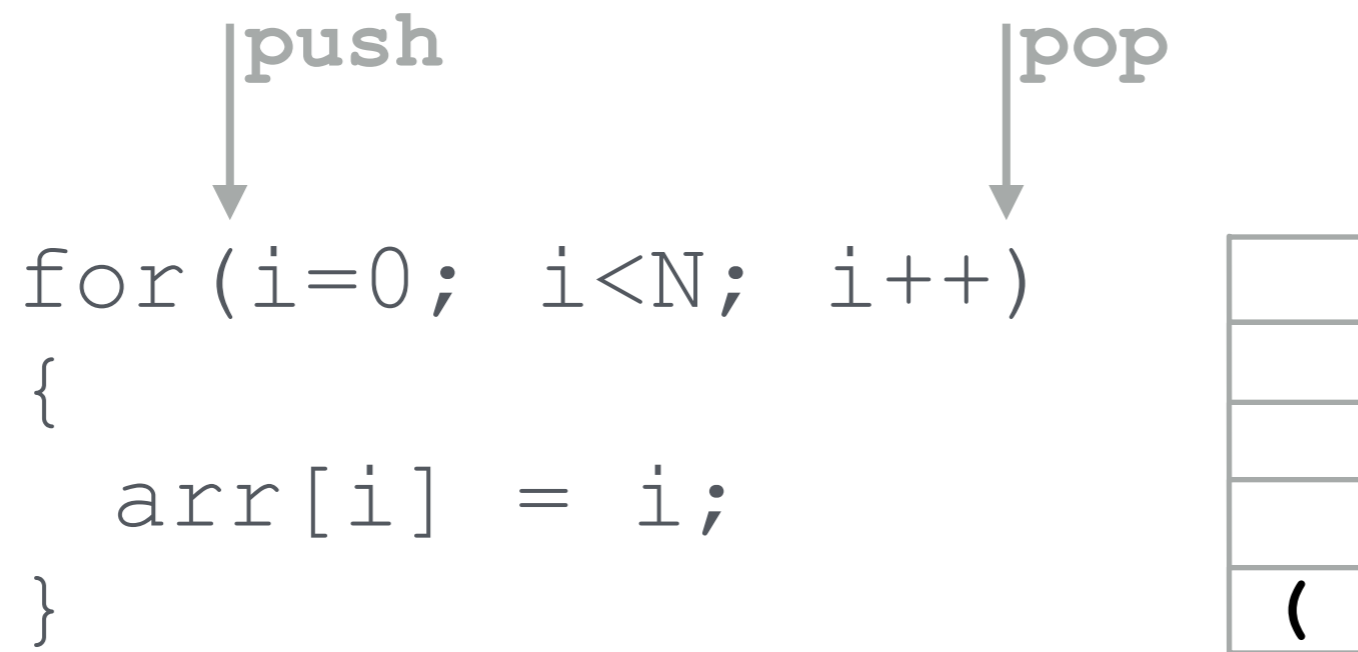 push pop
for(i=0; i<N; i++)
{
arr[i] = i;
}
(